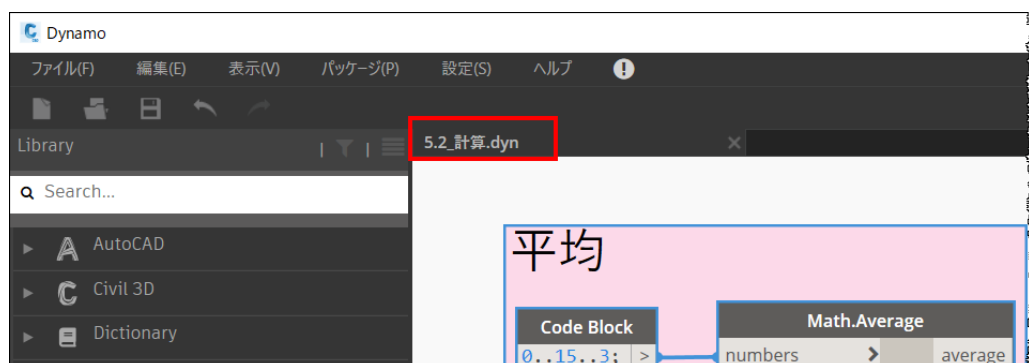 Dynamo
ファイル(F) 編集(E) 表示(V) パッケージ(P) 設定(S) ヘルプ
Library
5.2_計算.dyn
Search...
AutoCAD
平均
Civil 3D
Dictionary
Code Block
Math.Average
0..15..3; >
numbers > average